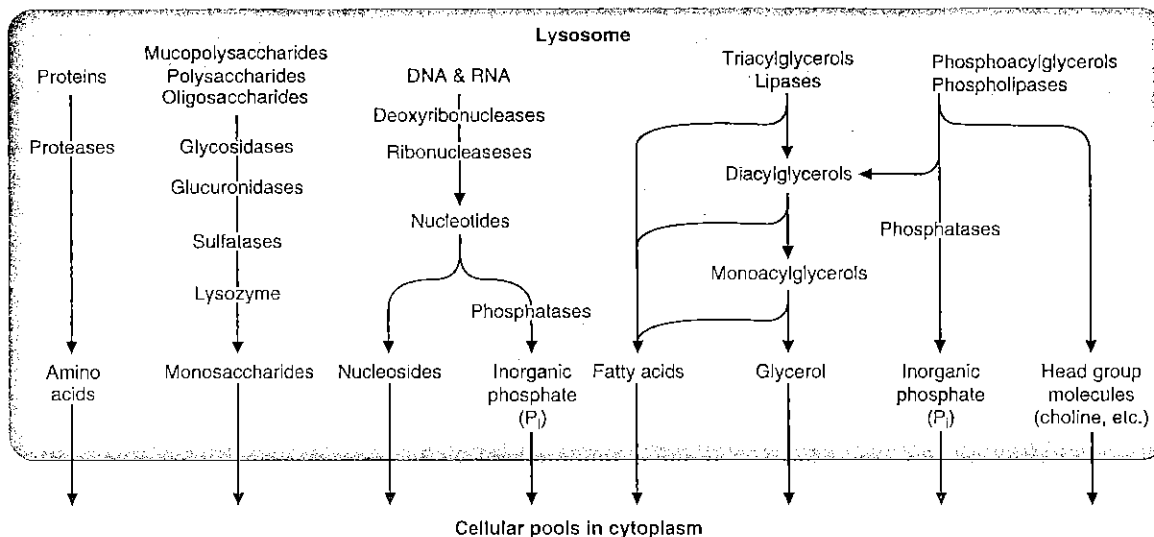 Lysosome
Proteins
Proteases
Amino
acids
Mucopolysaccharides
Polysaccharides
Oligosaccharides
Glycosidases
Glucuronidases
Sulfatases
Lysozyme
Monosaccharides
DNA & RNA
Deoxyribonucleases
Ribonucleaseses
Nucleotides
Phosphatases
Nucleosides
Inorganic
phosphate
(Pi)
Triacylglycerols
Lipases
Diacylglycerols
Monoacylglycerols
Fatty acids
Glycerol
Phosphoacylglycerols
Phospholipases
Phosphatases
Inorganic
phosphate
(Pi)
Head group
molecules
(choline, etc.)
Cellular pools in cytoplasm